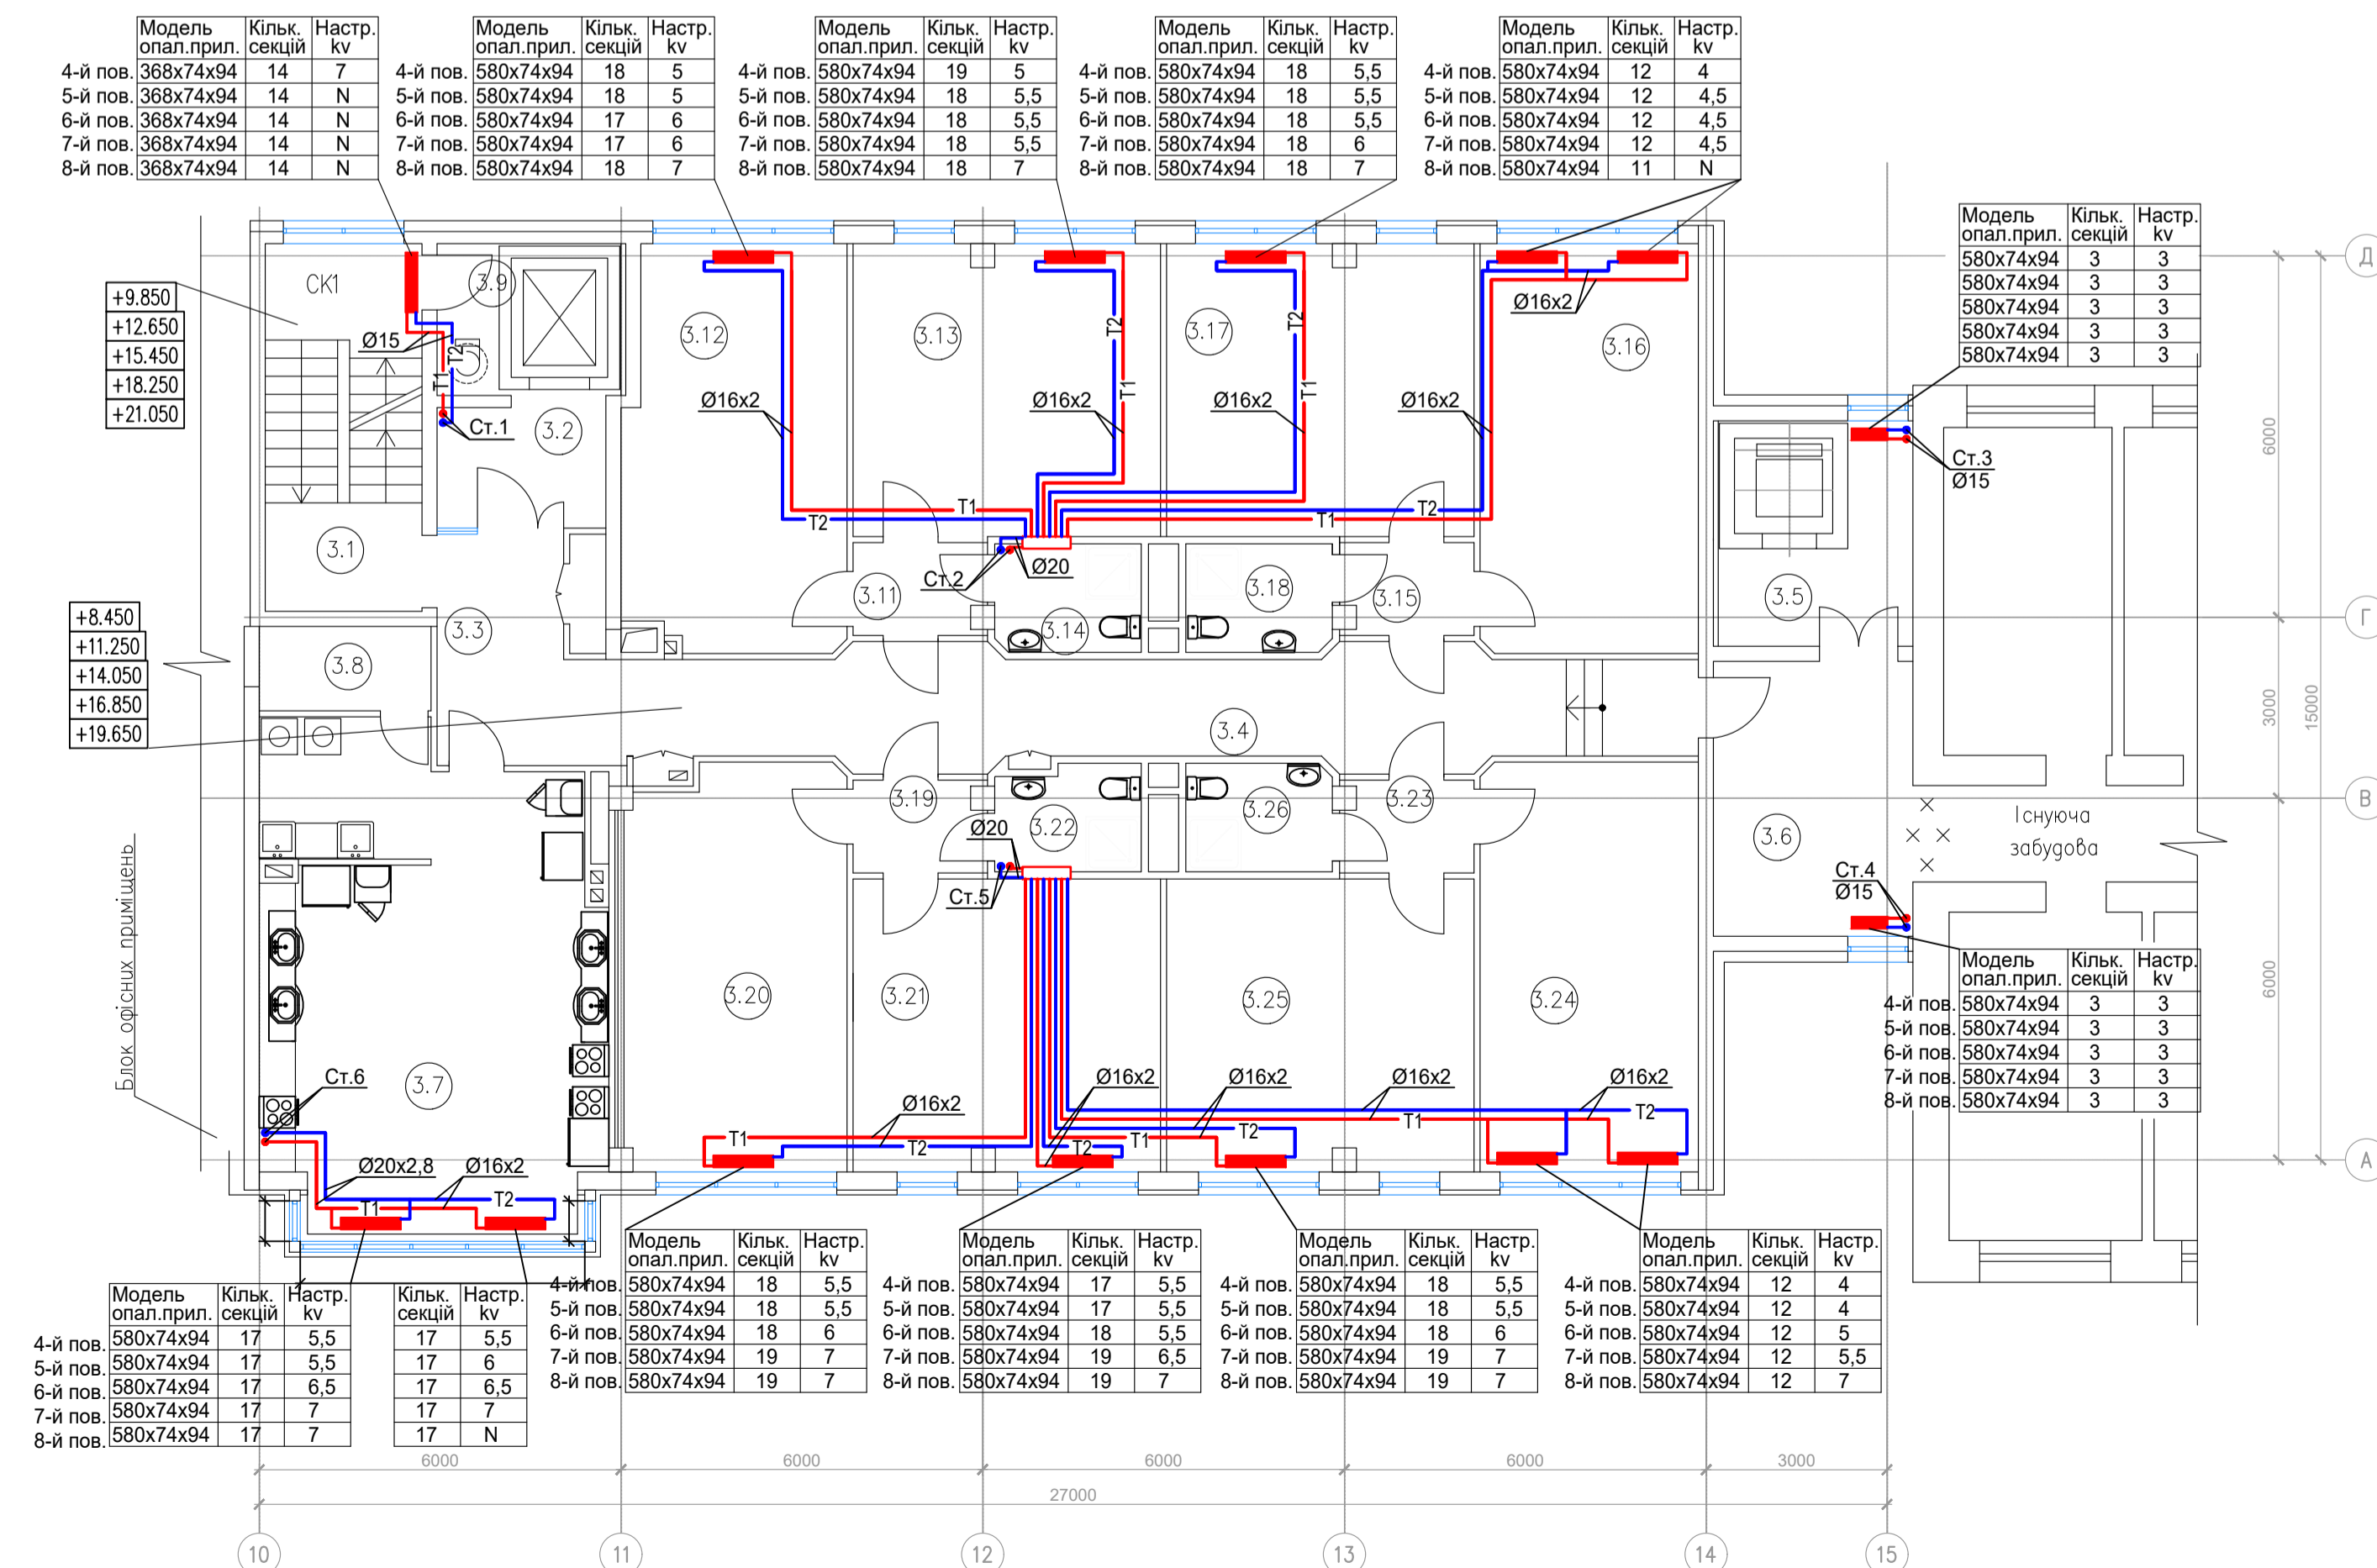 Модель опал.прил. Кільк. секцій Настр. kv
4-й пов. 368x74x94 14 7
5-й пов. 368x74x94 14 N
6-й пов. 368x74x94 14 N
7-й пов. 368x74x94 14 N
8-й пов. 368x74x94 14 N
Модель опал.прил. Кільк. секцій Настр. kv
4-й пов. 580x74x94 18 5
5-й пов. 580x74x94 18 5
6-й пов. 580x74x94 17 6
7-й пов. 580x74x94 17 6
8-й пов. 580x74x94 18 7
Модель опал.прил. Кільк. секцій Настр. kv
4-й пов. 580x74x94 19 5
5-й пов. 580x74x94 18 5,5
6-й пов. 580x74x94 18 5,5
7-й пов. 580x74x94 18 5,5
8-й пов. 580x74x94 18 7
Модель опал.прил. Кільк. секцій Настр. kv
4-й пов. 580x74x94 18 5,5
5-й пов. 580x74x94 18 5,5
6-й пов. 580x74x94 18 5,5
7-й пов. 580x74x94 18 6
8-й пов. 580x74x94 18 7
Модель опал.прил. Кільк. секцій Настр. kv
4-й пов. 580x74x94 12 4
5-й пов. 580x74x94 12 4,5
6-й пов. 580x74x94 12 4,5
7-й пов. 580x74x94 12 4,5
8-й пов. 580x74x94 11 N
Модель опал.прил. Кільк. секцій Настр. kv
580x74x94 3 3
580x74x94 3 3
580x74x94 3 3
580x74x94 3 3
580x74x94 3 3
+9.850
+12.650
+15.450
+18.250
+21.050
СК1
3.9
Ø15
T2
T1
Ст.1
3.2
3.12
3.13
3.17
3.16
Ø16x2
T2
T1
T2
T1
Ø16x2
Ø16x2
Ø16x2
Ø16x2
T1
T2
T2
T1
Ст.3
Ø15
Д
6000
3.1
Ст.2
Ø20
3.11
3.14
3.18
3.15
3.5
Г
+8.450
+11.250
+14.050
+16.850
+19.650
3.3
3.8
3.4
3000
15000
3.19
3.22
3.26
3.23
3.6
Існуюча
забудова
В
Ø20
Ст.5
Ст.4
Ø15
Блок офісних приміщень
3.20
3.21
3.25
3.24
6000
3.7
Ст.6
Ø16x2
Ø16x2
Ø16x2
Ø16x2
Ø16x2
T1
T2
T2
T1
T2
T1
T2
А
Ø20x2,8
Ø16x2
T1
T2
Модель опал.прил. Кільк. секцій Настр. kv
4-й пов. 580x74x94 3 3
5-й пов. 580x74x94 3 3
6-й пов. 580x74x94 3 3
7-й пов. 580x74x94 3 3
8-й пов. 580x74x94 3 3
Модель опал.прил. Кільк. секцій Настр. kv Кільк. секцій Настр. kv
4-й пов. 580x74x94 17 5,5 17 5,5
5-й пов. 580x74x94 17 5,5 17 6
6-й пов. 580x74x94 17 6,5 17 6,5
7-й пов. 580x74x94 17 7 17 7
8-й пов. 580x74x94 17 7 17 N
Модель опал.прил. Кільк. секцій Настр. kv
4-й пов. 580x74x94 18 5,5
5-й пов. 580x74x94 18 5,5
6-й пов. 580x74x94 18 6
7-й пов. 580x74x94 19 7
8-й пов. 580x74x94 19 7
Модель опал.прил. Кільк. секцій Настр. kv
4-й пов. 580x74x94 17 5,5
5-й пов. 580x74x94 17 5,5
6-й пов. 580x74x94 18 5,5
7-й пов. 580x74x94 19 6,5
8-й пов. 580x74x94 19 7
Модель опал.прил. Кільк. секцій Настр. kv
4-й пов. 580x74x94 18 5,5
5-й пов. 580x74x94 18 5,5
6-й пов. 580x74x94 18 6
7-й пов. 580x74x94 19 7
8-й пов. 580x74x94 19 7
Модель опал.прил. Кільк. секцій Настр. kv
4-й пов. 580x74x94 12 4
5-й пов. 580x74x94 12 4
6-й пов. 580x74x94 12 5
7-й пов. 580x74x94 12 5,5
8-й пов. 580x74x94 12 7
6000 6000 6000 6000 3000
27000
10 11 12 13 14 15